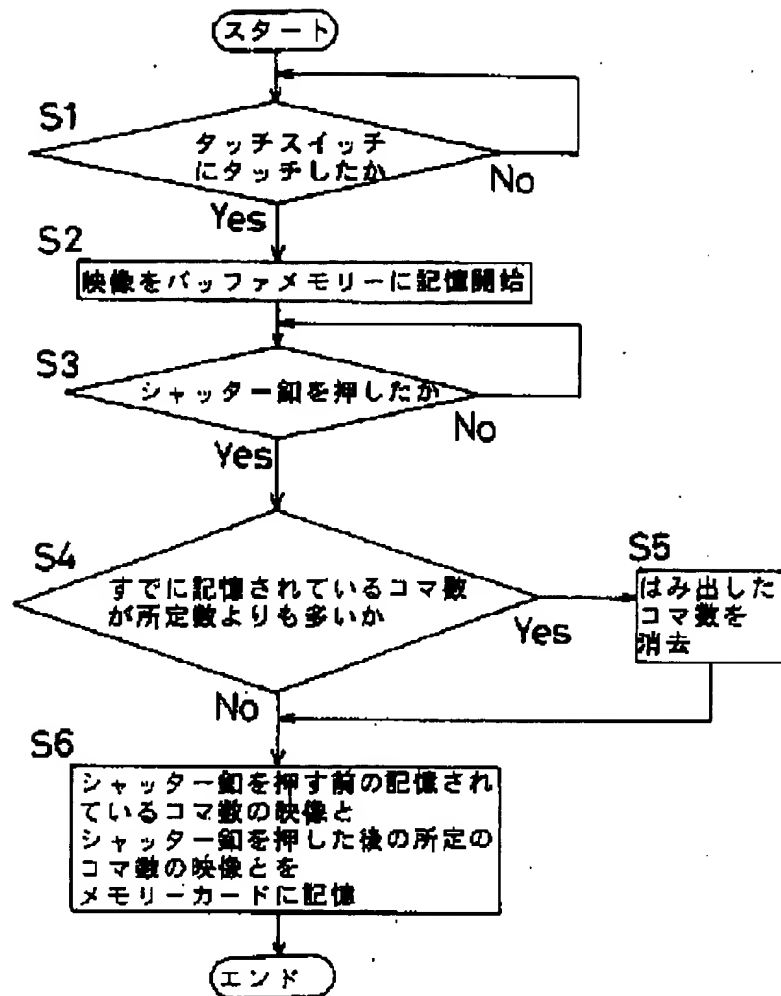 スタート
S1
タッチスイッチ
にタッチしたか
No
Yes
S2
映像をバッファメモリーに記憶開始
S3
シャッター釦を押したか
No
Yes
S4
すでに記憶されているコマ数
が所定数よりも多いか
Yes
S5
はみ出した
コマ数を
消去
No
S6
シャッター釦を押す前の記憶され
ているコマ数の映像と
シャッター釦を押した後の所定の
コマ数の映像とを
メモリーカードに記憶
エンド